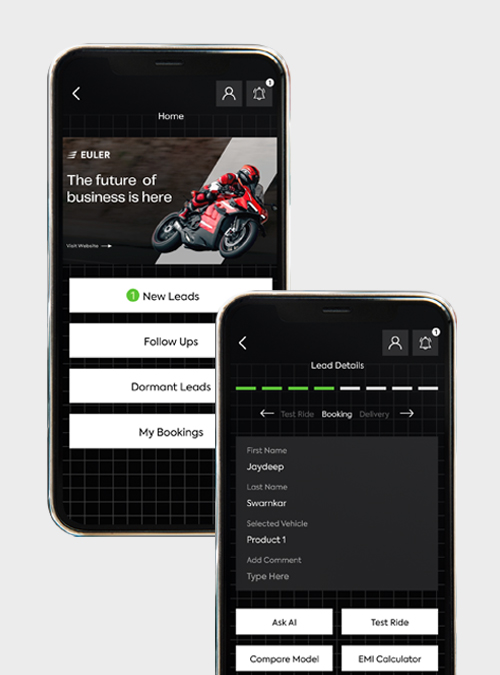 1
Home
EULER
The future of
business is here
Visit Website
1 New Leads
Follow Ups
Dormant Leads
My Bookings
1
Lead Details
Test Ride Booking Delivery
First Name
Jaydeep
Last Name
Swarnkar
Selected Vehicle
Product 1
Add Comment
Type Here
Ask AI
Test Ride
Compare Model
EMI Calculator